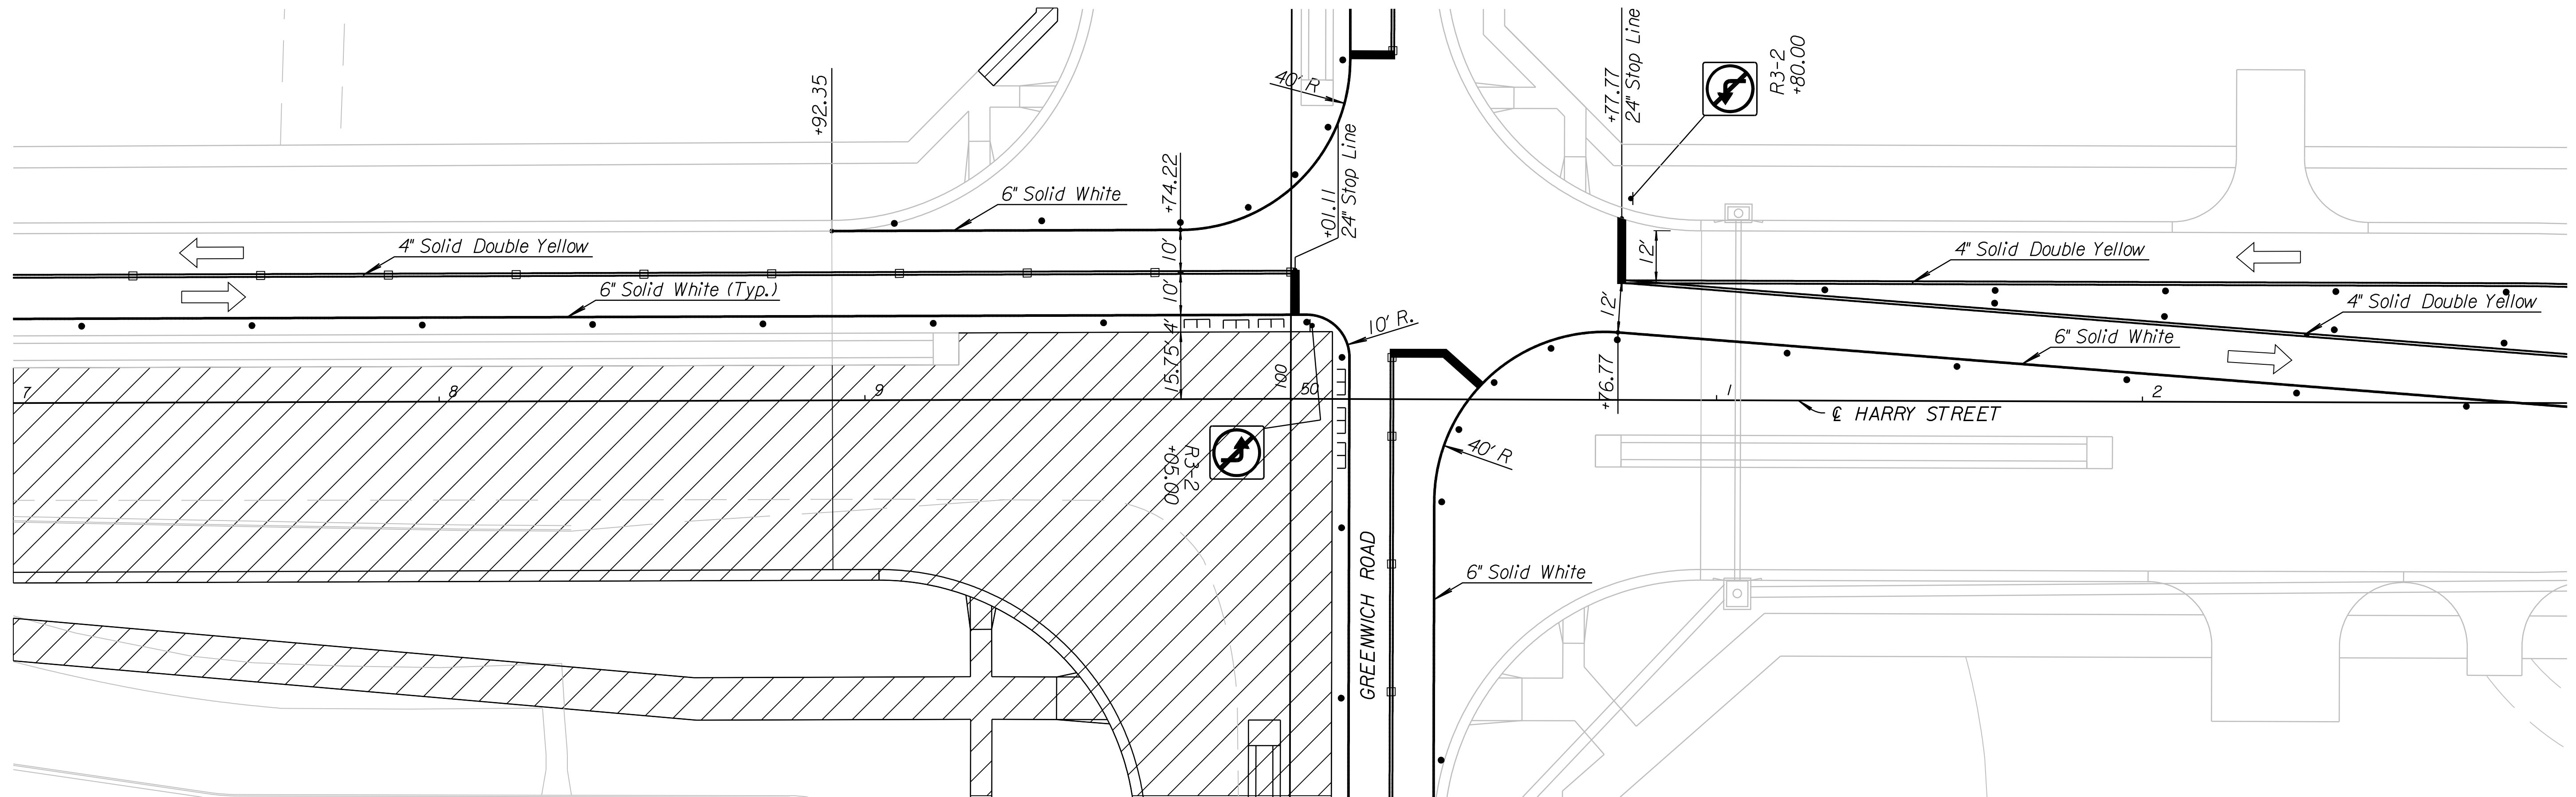 +92.35
40' R
+77.77
24" Stop Line
R3-2
+80.00
+74.22
+01.11
24" Stop Line
6" Solid White
10'
4" Solid Double Yellow
12'
4" Solid Double Yellow
6" Solid White (Typ.)
10'
12'
4" Solid Double Yellow
4'
10' R.
6" Solid White
15.75'
100
50
+76.77
7
8
9
1
2
℄ HARRY STREET
R3-2
+05.00
40' R
GREENWICH ROAD
6" Solid White